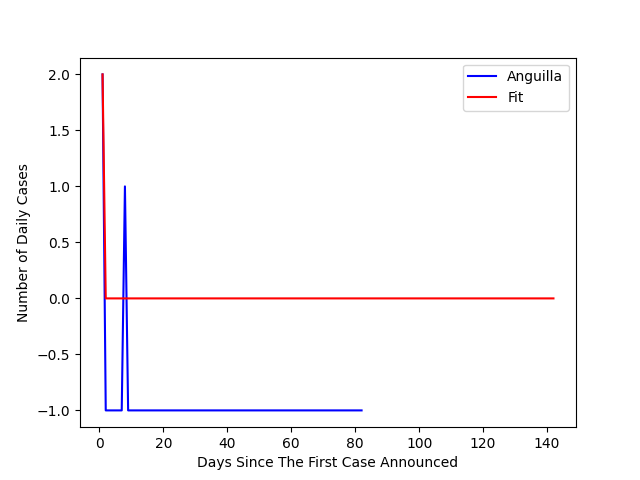 Anguilla
Fit
2.0
1.5
1.0
0.5
0.0
−0.5
−1.0
Number of Daily Cases
0 20 40 60 80 100 120 140
Days Since The First Case Announced